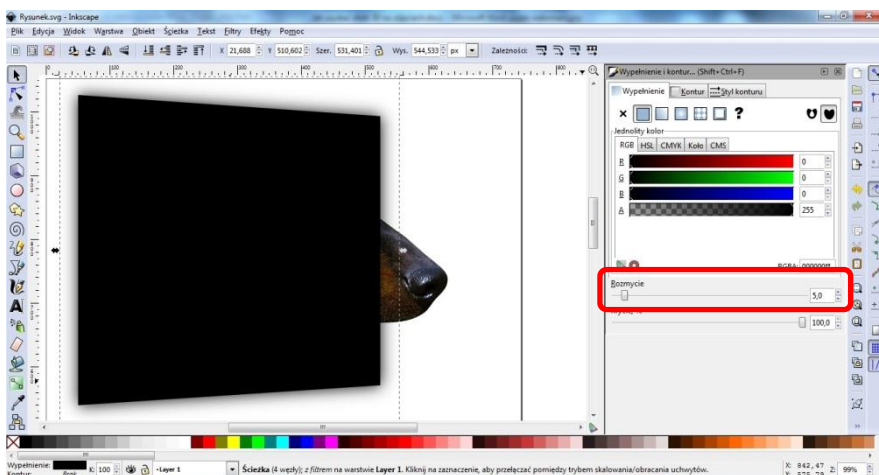 Rysunek.svg - Inkscape
Plik Edycja Widok Warstwa Obiekt Ścieżka Tekst Filtry Efekty Pomoc
X 21,688 Y 510,602 Szer. 531,401 Wys. 544,533 px Zależności:
Wypełnienie i kontur... (Shift+Ctrl+F)
Wypełnienie Kontur Styl konturu
Jednolity kolor
RGB HSL CMYK Koło CMS
R 0
G 0
B 0
A 255
RGBA: 000000ff
Rozmycie
5,0
100,0
Wypełnienie:
Kontur: Brak
K: 100
Layer 1
Ścieżka (4 węzły); z filtrem na warstwie Layer 1. Kliknij na zaznaczenie, aby przełączać pomiędzy trybem skalowania/obracania uchwytów.
X: 842,47
Y: 575,79
Z: 99%